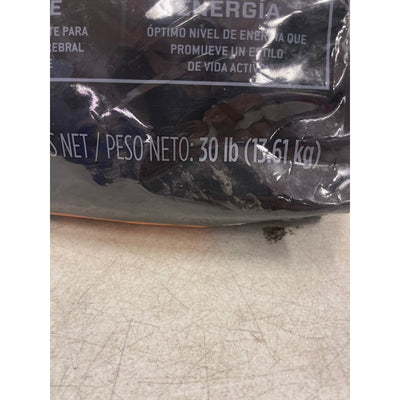 E
ENERGÍA
TE PARA
ÓPTIMO NIVEL DE ENERGÍA QUE
REBRAL
PROMUEVE UN ESTILO
E
DE VIDA ACTIV
S NET / PESO NETO: 30 lb (13.61 kg)